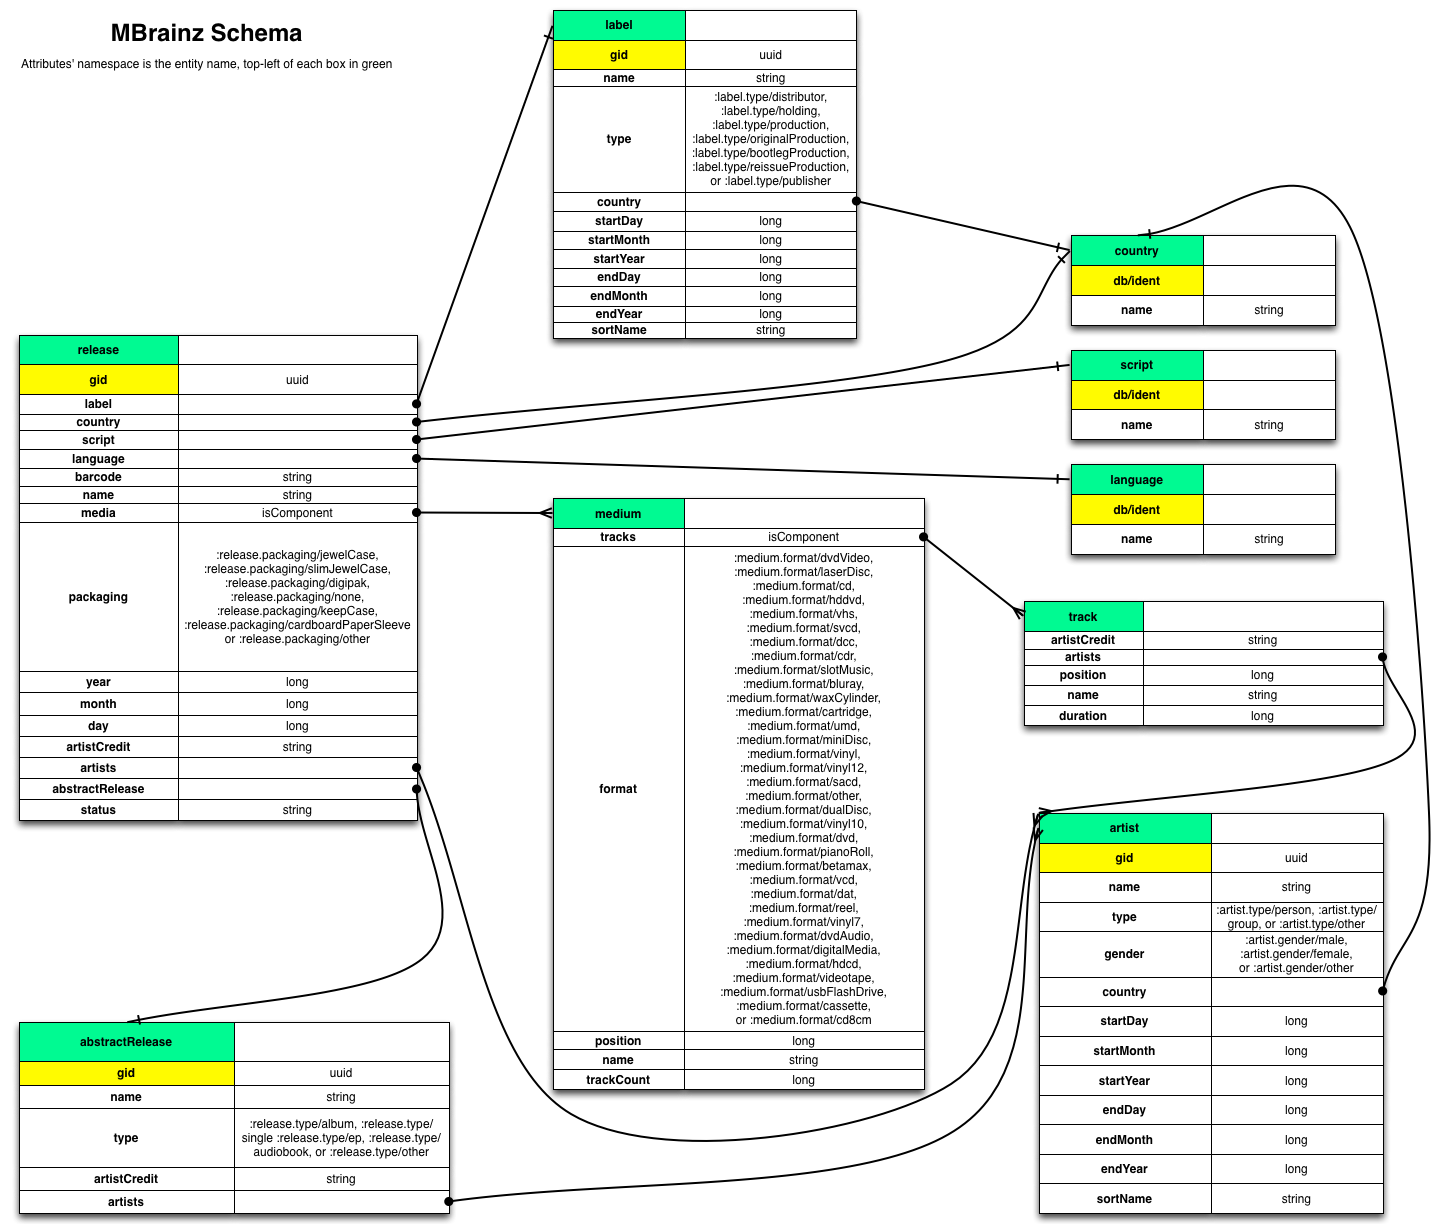 MBrainz Schema
Attributes' namespace is the entity name, top-left of each box in green
label
gid uuid
name string
type
:label.type/distributor,
:label.type/holding,
:label.type/production,
:label.type/originalProduction,
:label.type/bootlegProduction,
:label.type/reissueProduction,
or :label.type/publisher
country
startDay long
startMonth long
startYear long
endDay long
endMonth long
endYear long
sortName string
country
db/ident
name string
script
db/ident
name string
language
db/ident
name string
release
gid uuid
label
country
script
language
barcode string
name string
media isComponent
packaging
:release.packaging/jewelCase,
:release.packaging/slimJewelCase,
:release.packaging/digipak,
:release.packaging/none,
:release.packaging/keepCase,
:release.packaging/cardboardPaperSleeve
or :release.packaging/other
year long
month long
day long
artistCredit string
artists
abstractRelease
status string
medium
tracks isComponent
format
:medium.format/dvdVideo,
:medium.format/laserDisc,
:medium.format/cd,
:medium.format/hddvd,
:medium.format/vhs,
:medium.format/svcd,
:medium.format/dcc,
:medium.format/cdr,
:medium.format/slotMusic,
:medium.format/bluray,
:medium.format/waxCylinder,
:medium.format/cartridge,
:medium.format/umd,
:medium.format/miniDisc,
:medium.format/vinyl,
:medium.format/vinyl12,
:medium.format/sacd,
:medium.format/other,
:medium.format/dualDisc,
:medium.format/vinyl10,
:medium.format/dvd,
:medium.format/pianoRoll,
:medium.format/betamax,
:medium.format/vcd,
:medium.format/dat,
:medium.format/reel,
:medium.format/vinyl7,
:medium.format/dvdAudio,
:medium.format/digitalMedia,
:medium.format/hdcd,
:medium.format/videotape,
:medium.format/usbFlashDrive,
:medium.format/cassette,
or :medium.format/cd8cm
position long
name string
trackCount long
track
artistCredit string
artists
position long
name string
duration long
artist
gid uuid
name string
type
:artist.type/person, :artist.type/
group, or :artist.type/other
gender
:artist.gender/male,
:artist.gender/female,
or :artist.gender/other
country
startDay long
startMonth long
startYear long
endDay long
endMonth long
endYear long
sortName string
abstractRelease
gid uuid
name string
type
:release.type/album, :release.type/
single :release.type/ep, :release.type/
audiobook, or :release.type/other
artistCredit string
artists